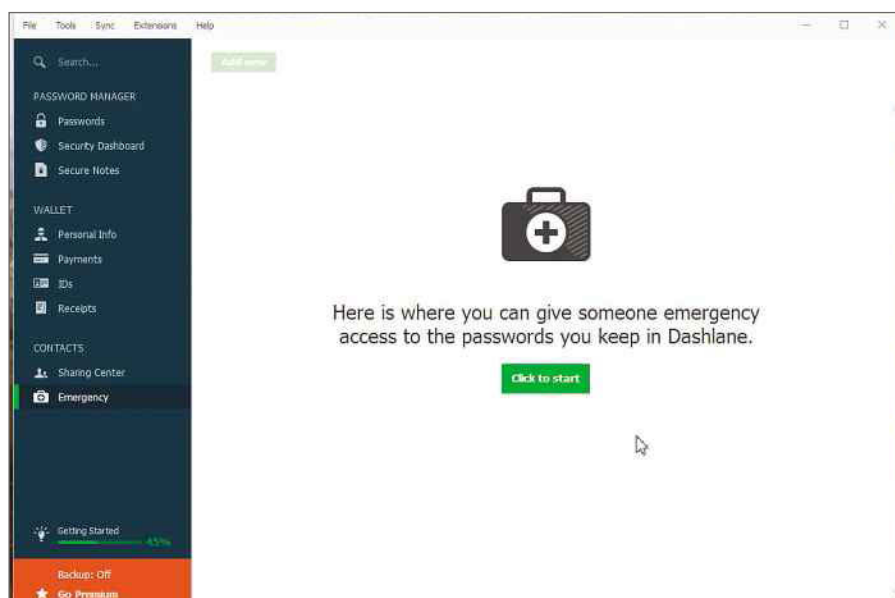 File Tools Sync Extensions Help
Search...
Add new
PASSWORD MANAGER
Passwords
Security Dashboard
Secure Notes
WALLET
Personal Info
Payments
IDs
Receipts
CONTACTS
Sharing Center
Emergency
Here is where you can give someone emergency
access to the passwords you keep in Dashlane.
Click to start
Getting Started
45%
Backup: Off
Go Premium